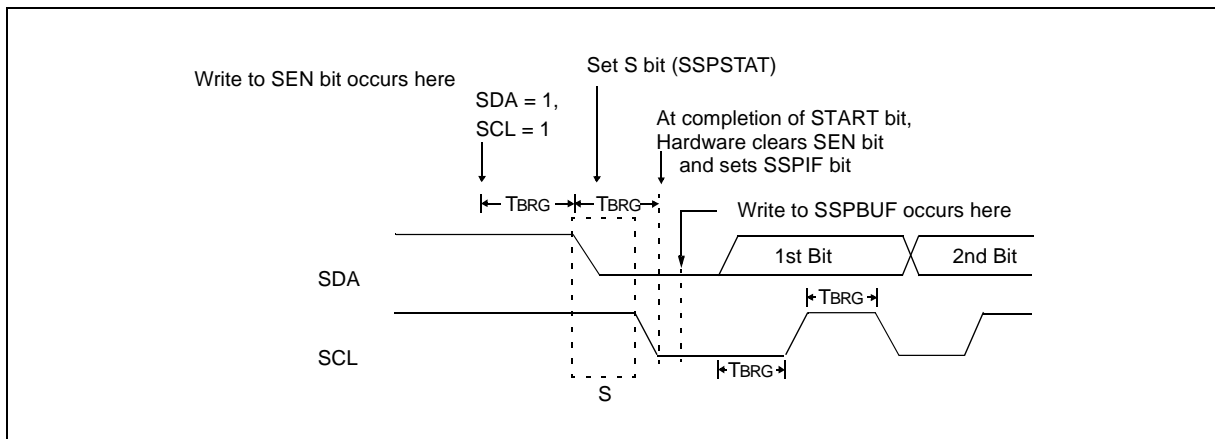 Write to SEN bit occurs here
Set S bit (SSPSTAT)
SDA = 1,
SCL = 1
At completion of START bit,
Hardware clears SEN bit
and sets SSPIF bit
TBRG
TBRG
Write to SSPBUF occurs here
SDA
1st Bit
2nd Bit
TBRG
SCL
TBRG
S